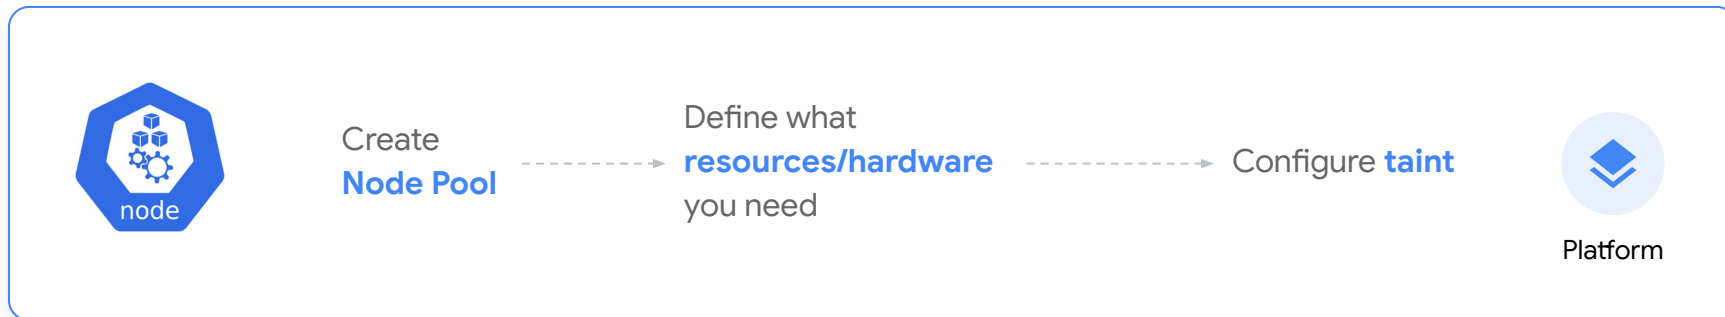 node
Create
Node Pool
Define what
resources/hardware
you need
Configure taint
Platform